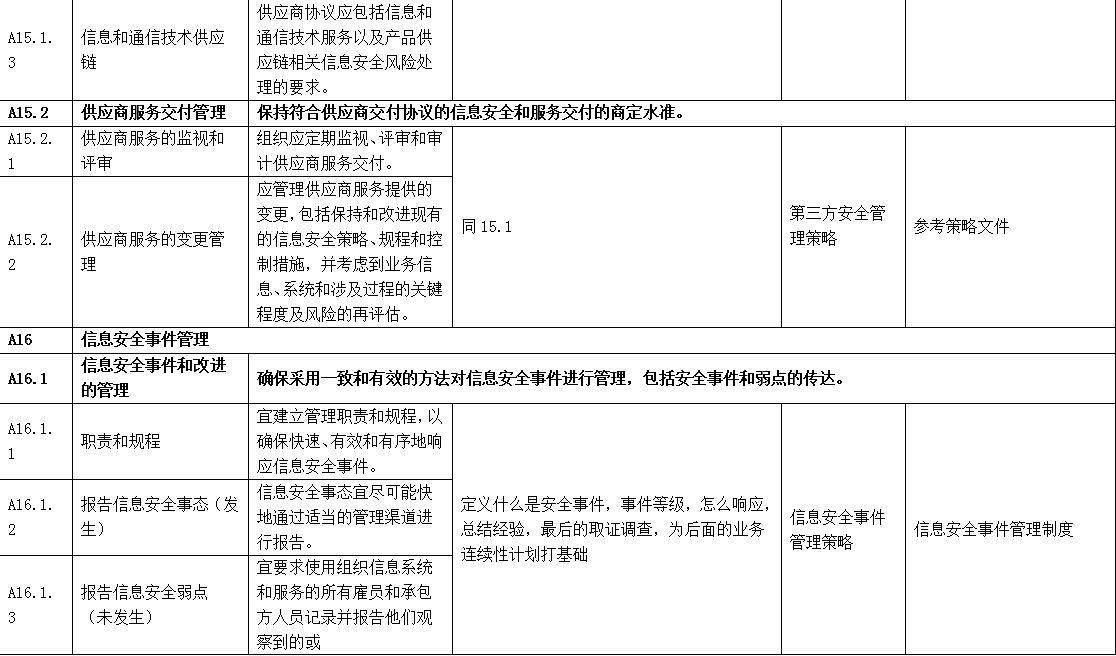 A15.1.
3
信息和通信技术供应
链
供应商协议应包括信息和
通信技术服务以及产品供
应链相关信息安全风险处
理的要求。
A15.2
供应商服务交付管理
保持符合供应商交付协议的信息安全和服务交付的商定水准。
A15.2.
1
供应商服务的监视和
评审
组织应定期监视、评审和审
计供应商服务交付。
同 15.1
第三方安全管
理策略
参考策略文件
A15.2.
2
供应商服务的变更管
理
应管理供应商服务提供的
变更,包括保持和改进现有
的信息安全策略、规程和控
制措施，并考虑到业务信
息、系统和涉及过程的关键
程度及风险的再评估。
A16
信息安全事件管理
A16.1
信息安全事件和改进
的管理
确保采用一致和有效的方法对信息安全事件进行管理，包括安全事件和弱点的传达。
A16.1.
1
职责和规程
宜建立管理职责和规程,以
确保快速、有效和有序地响
应信息安全事件。
定义什么是安全事件，事件等级，怎么响应，
总结经验，最后的取证调查，为后面的业务
连续性计划打基础
信息安全事件
管理策略
信息安全事件管理制度
A16.1.
2
报告信息安全事态（发
生）
信息安全事态宜尽可能快
地通过适当的管理渠道进
行报告。
A16.1.
3
报告信息安全弱点
（未发生）
宜要求使用组织信息系统
和服务的所有雇员和承包
方人员记录并报告他们观
察到的或